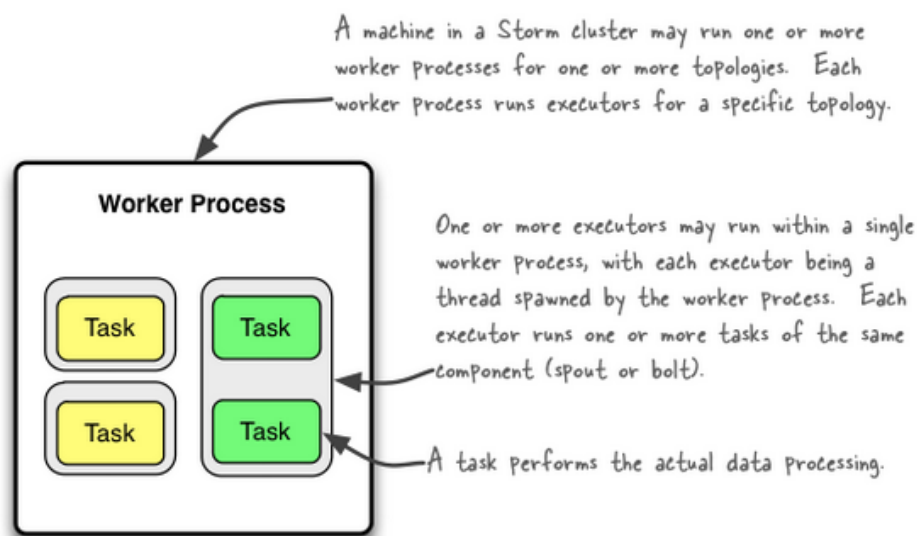 A machine in a Storm cluster may run one or more
worker processes for one or more topologies. Each
worker process runs executors for a specific topology.
Worker Process
One or more executors may run within a single
worker process, with each executor being a
thread spawned by the worker process. Each
executor runs one or more tasks of the same
component (spout or bolt).
Task
Task
Task
Task
A task performs the actual data processing.